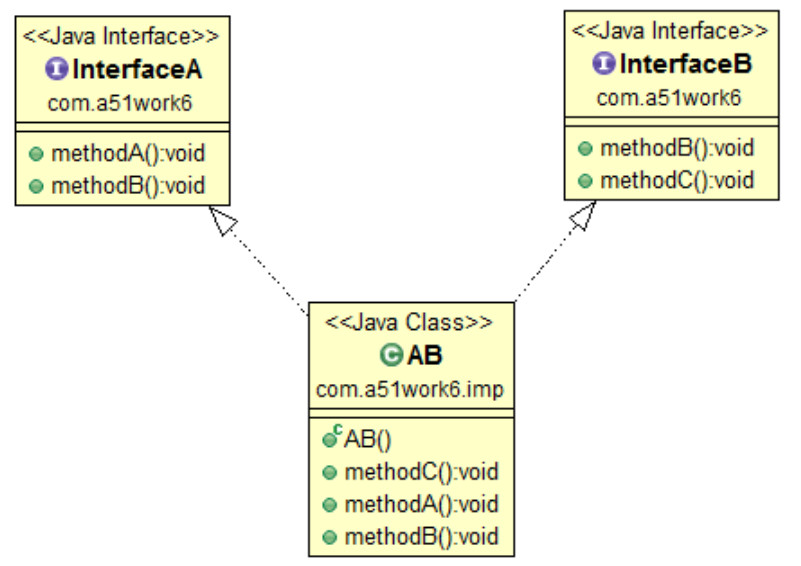 <<Java Interface>>
InterfaceA
com.a51work6
methodA():void
methodB():void
<<Java Interface>>
InterfaceB
com.a51work6
methodB():void
methodC():void
<<Java Class>>
AB
com.a51work6.imp
AB()
methodC():void
methodA():void
methodB():void